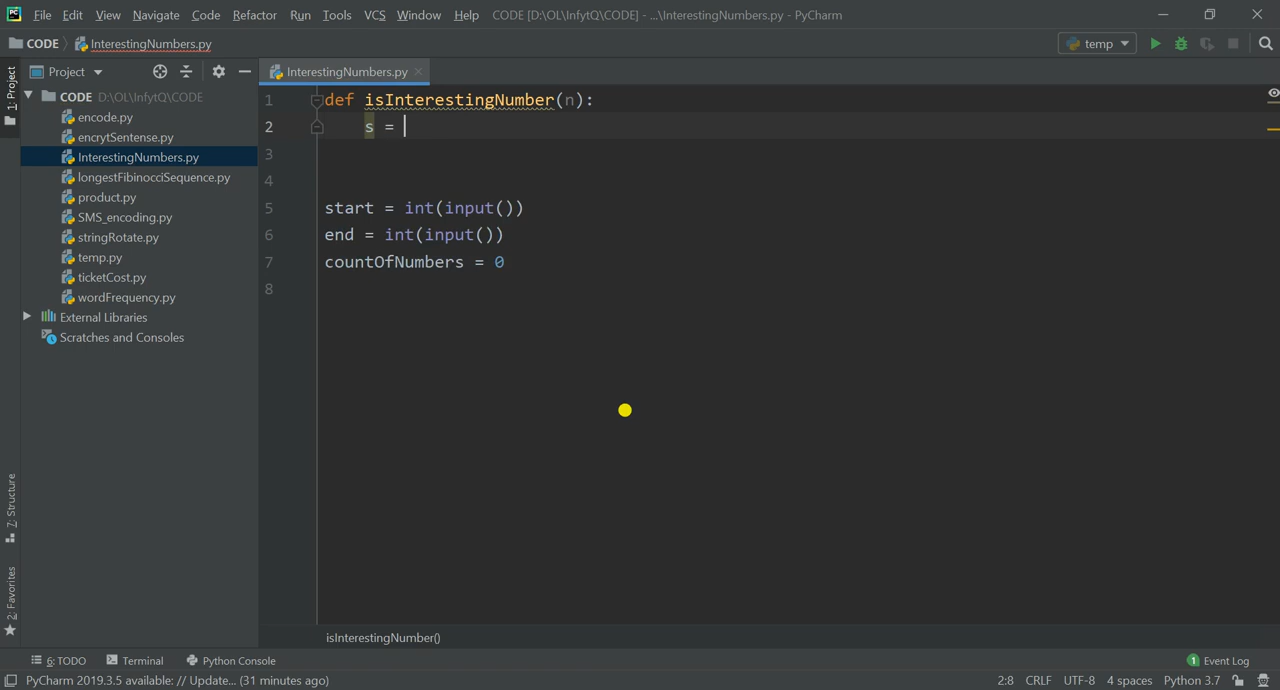 File Edit View Navigate Code Refactor Run Tools VCS Window Help CODE [D:\OL\InfytQ\CODE] - ...\InterestingNumbers.py - PyCharm
CODE InterestingNumbers.py temp
1: Project
Project
InterestingNumbers.py
CODE D:\OL\InfytQ\CODE
encode.py
encrytSentense.py
InterestingNumbers.py
longestFibinocciSequence.py
product.py
SMS_encoding.py
stringRotate.py
temp.py
ticketCost.py
wordFrequency.py
External Libraries
Scratches and Consoles
1 def isInterestingNumber(n):
2 s =
3
4
5 start = int(input())
6 end = int(input())
7 countOfNumbers = 0
8
7: Structure
2: Favorites
isInterestingNumber()
6: TODO Terminal Python Console 1 Event Log
PyCharm 2019.3.5 available: // Update... (31 minutes ago) 2:8 CRLF UTF-8 4 spaces Python 3.7